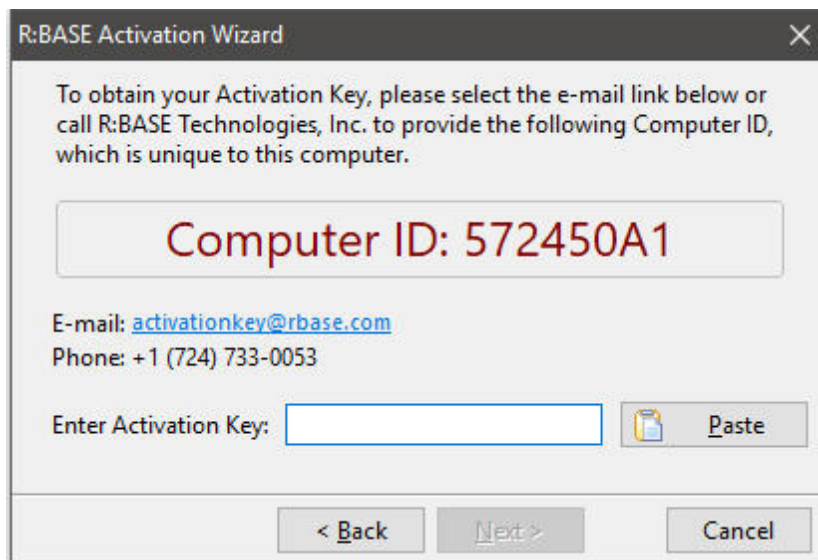 R:BASE Activation Wizard
To obtain your Activation Key, please select the e-mail link below or
call R:BASE Technologies, Inc. to provide the following Computer ID,
which is unique to this computer.
Computer ID: 572450A1
E-mail: activationkey@rbase.com
Phone: +1 (724) 733-0053
Enter Activation Key: Paste
< Back Next > Cancel